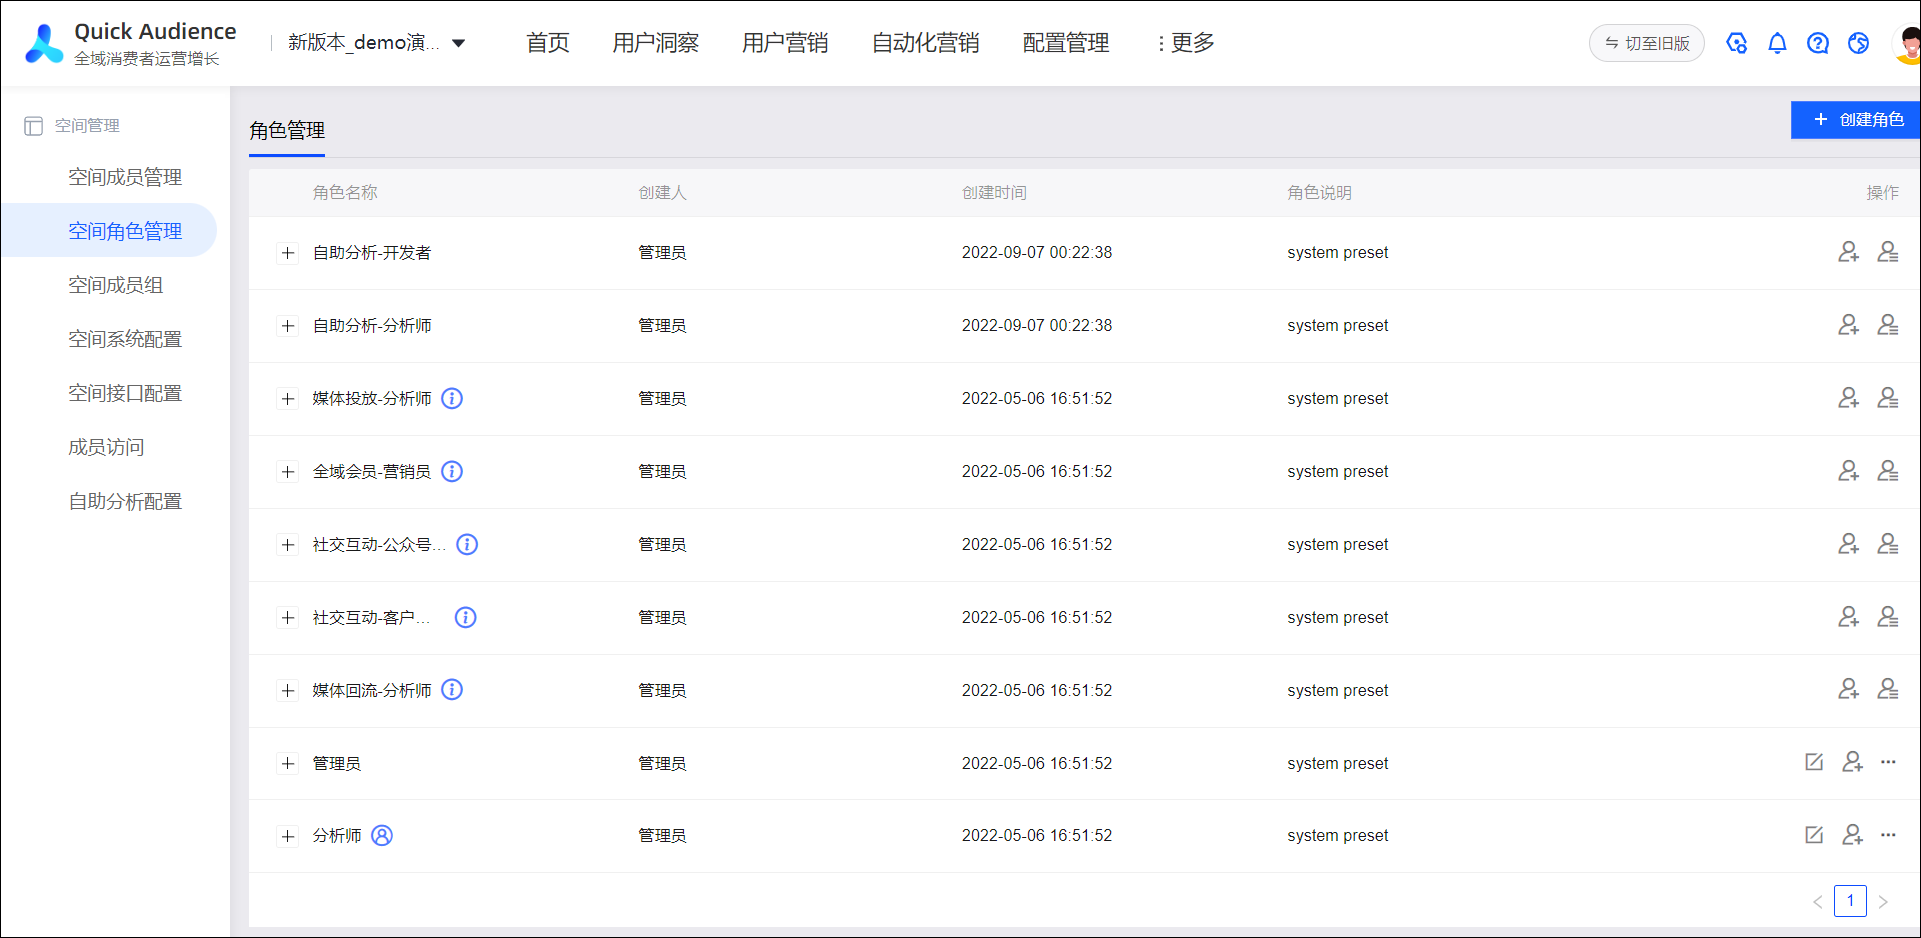 Quick Audience
全域消费者运营增长
新版本_demo演...
首页
用户洞察
用户营销
自动化营销
配置管理
更多
切至旧版
空间管理
空间成员管理
空间角色管理
空间成员组
空间系统配置
空间接口配置
成员访问
自助分析配置
角色管理
+ 创建角色
角色名称 创建人 创建时间 角色说明 操作
自助分析-开发者 管理员 2022-09-07 00:22:38 system preset
自助分析-分析师 管理员 2022-09-07 00:22:38 system preset
媒体投放-分析师 管理员 2022-05-06 16:51:52 system preset
全域会员-营销员 管理员 2022-05-06 16:51:52 system preset
社交互动-公众号... 管理员 2022-05-06 16:51:52 system preset
社交互动-客户... 管理员 2022-05-06 16:51:52 system preset
媒体回流-分析师 管理员 2022-05-06 16:51:52 system preset
管理员 管理员 2022-05-06 16:51:52 system preset
分析师 管理员 2022-05-06 16:51:52 system preset
1